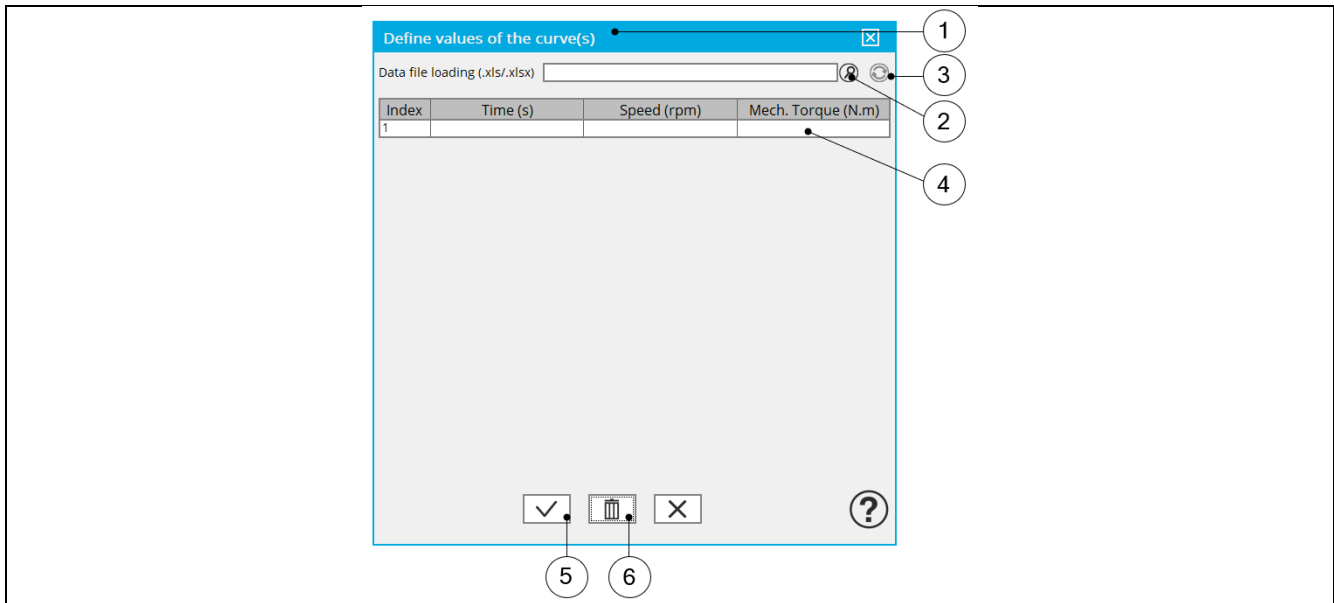 Define values of the curve(s)
1
Data file loading (.xls/.xlsx)
3
2
Index Time (s) Speed (rpm) Mech. Torque (N.m)
1
4
?
5 6